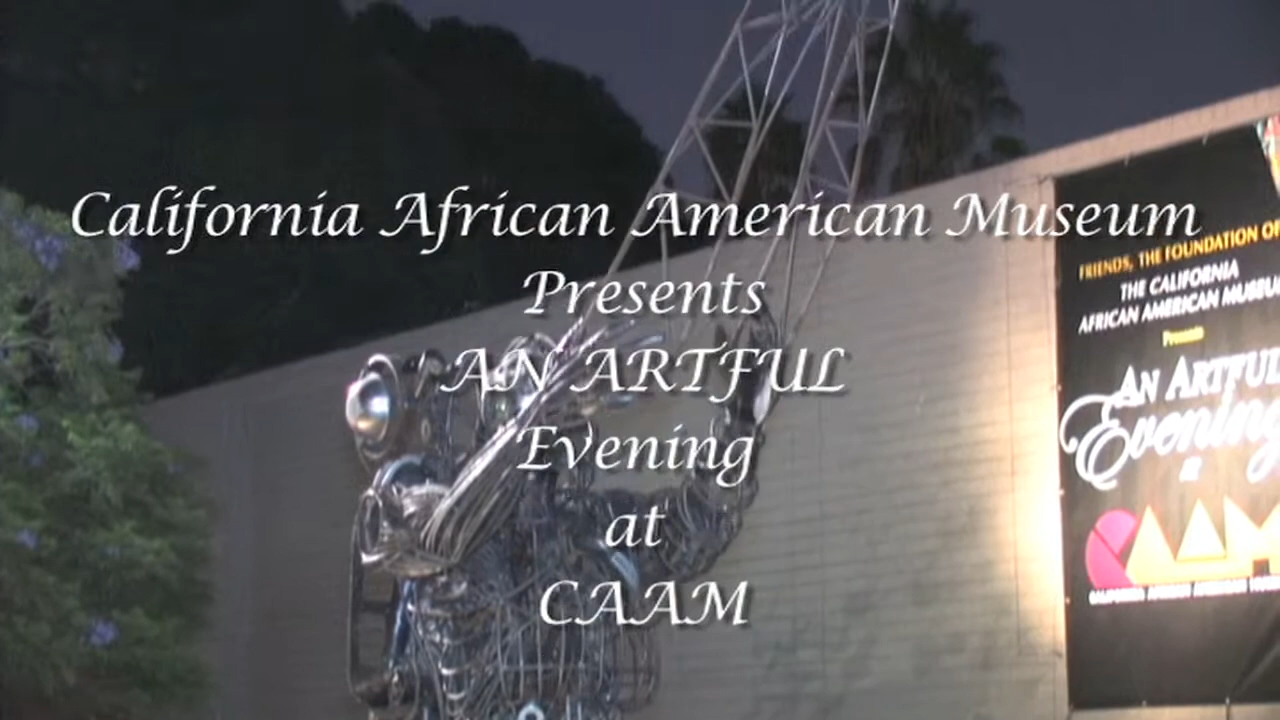 California African American Museum
Presents
AN ARTFUL
Evening
at
CAAM
FRIENDS, THE FOUNDATION OF
THE CALIFORNIA
AFRICAN AMERICAN MUSEUM
Presents
AN ARTFUL
Evening
CAAM